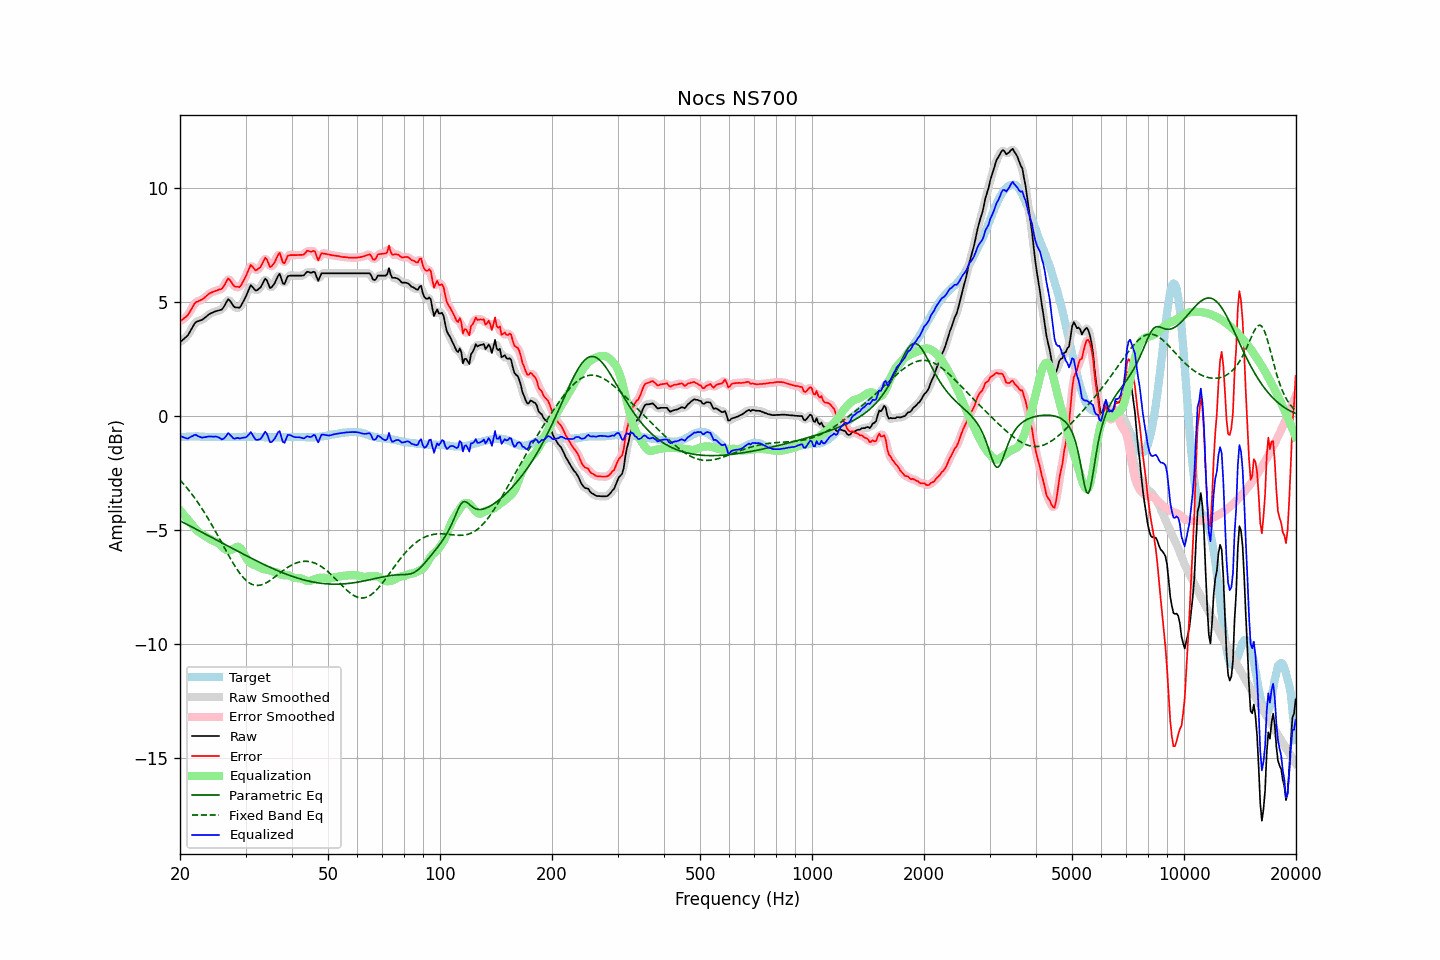 Nocs NS700
Amplitude (dBr)
10
5
0
−5
−10
−15
Target
Raw Smoothed
Error Smoothed
Raw
Error
Equalization
Parametric Eq
Fixed Band Eq
Equalized
20 50 100 200 500 1000 2000 5000 10000 20000
Frequency (Hz)